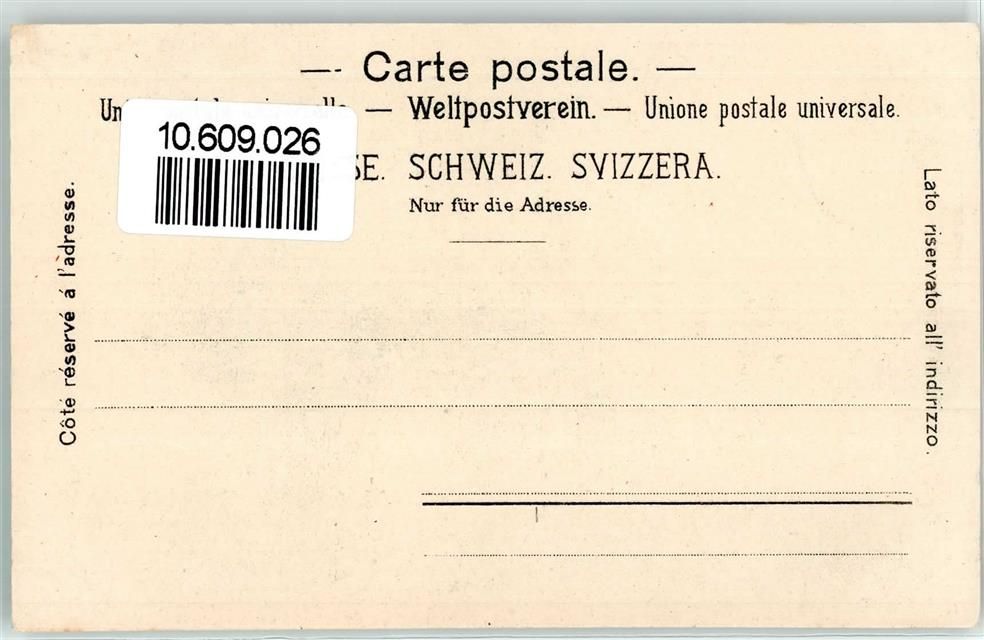 — Carte postale. —
— Weltpostverein. — Unione postale universale.
10.609.026
SCHWEIZ. SVIZZERA.
Nur für die Adresse.
Côté réservé á l'adresse.
Lato riservato all' indirizzo.